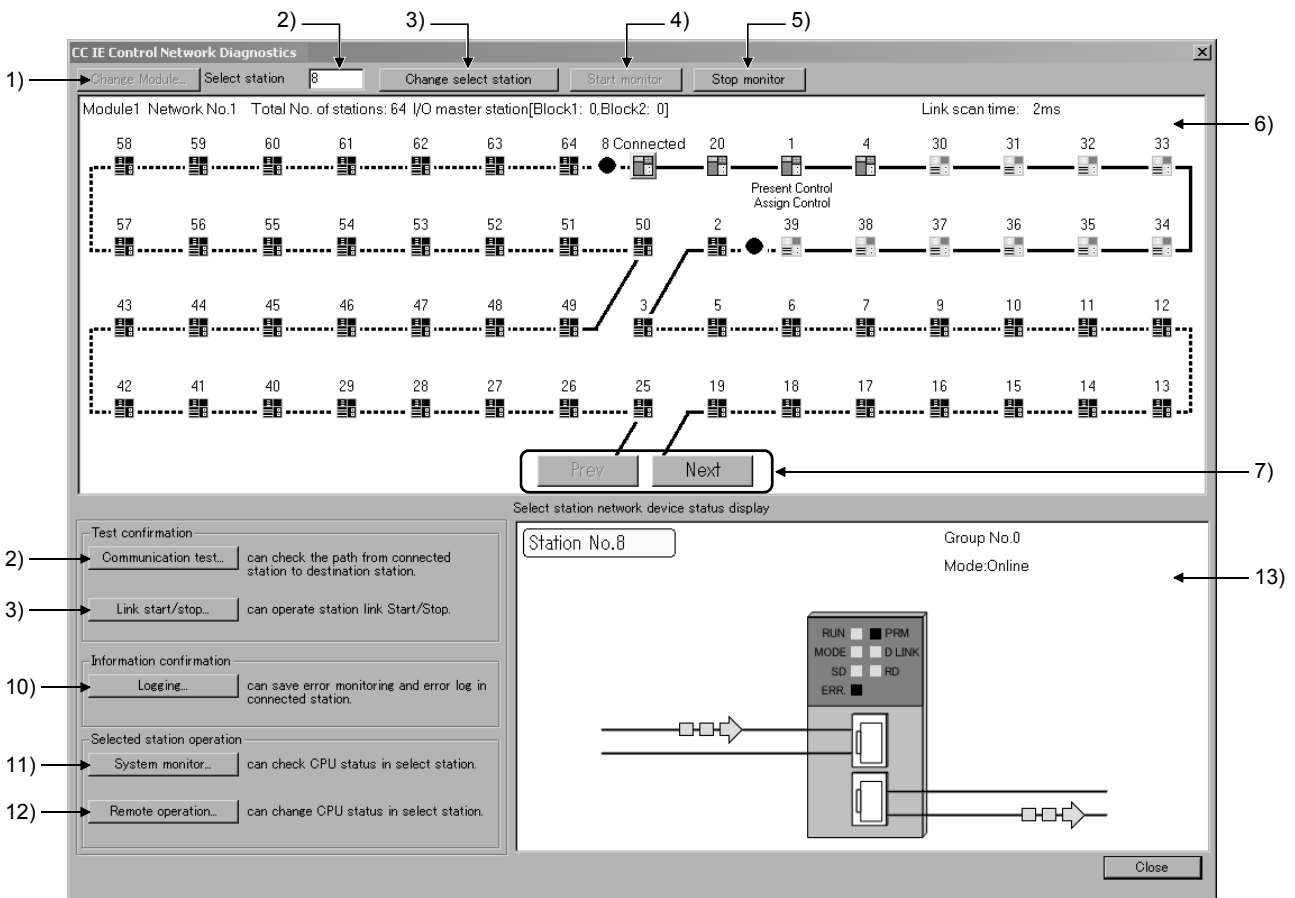 2) 3) 4) 5)
CC IE Control Network Diagnostics
1) Change Module... Select station 8 Change select station Start monitor Stop monitor
Module1 Network No.1 Total No. of stations: 64 I/O master station[Block1: 0,Block2: 0] Link scan time: 2ms
6)
58 59 60 61 62 63 64 8 Connected 20 1 4 30 31 32 33
Present Control
Assign Control
57 56 55 54 53 52 51 50 2 39 38 37 36 35 34
43 44 45 46 47 48 49 3 5 6 7 9 10 11 12
42 41 40 29 28 27 26 25 19 18 17 16 15 14 13
Prev Next 7)
Select station network device status display
Test confirmation
2) Communication test... can check the path from connected
station to destination station.
3) Link start/stop... can operate station link Start/Stop.
Information confirmation
10) Logging... can save error monitoring and error log in
connected station.
Selected station operation
11) System monitor... can check CPU status in select station.
12) Remote operation... can change CPU status in select station.
Station No.8 Group No.0
Mode:Online
13)
RUN PRM
MODE D LINK
SD RD
ERR.
Close